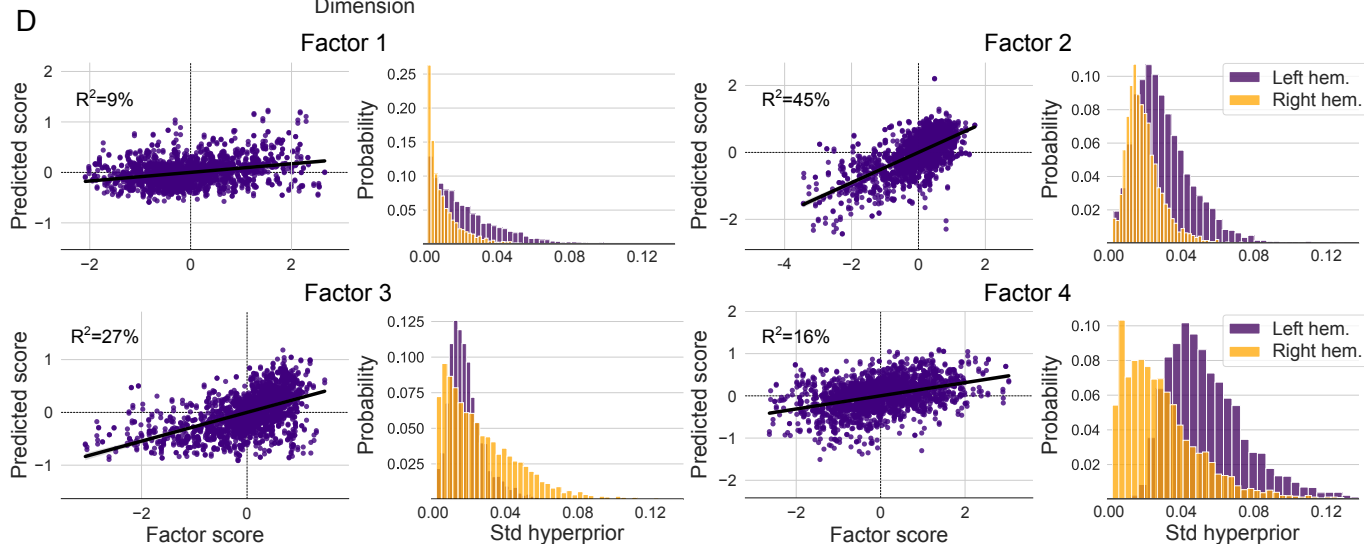 Dimension
D
Factor 1
Factor 2
Predicted score
2
1
0
−1
R²=9%
−2
0
2
Probability
0.25
0.20
0.15
0.10
0.05
0.00
0.04
0.08
0.12
Predicted score
2
0
−2
R²=45%
-4
−2
0
2
Probability
0.10
0.08
0.06
0.04
0.02
0.00
0.04
0.08
0.12
Left hem.
Right hem.
Factor 3
Factor 4
Predicted score
1
0
−1
R²=27%
−2
0
Factor score
Probability
0.125
0.100
0.075
0.050
0.025
0.00
0.04
0.08
0.12
Std hyperprior
Predicted score
2
1
0
−1
−2
R²=16%
−2
0
2
Factor score
Probability
0.10
0.08
0.06
0.04
0.02
0.00
0.04
0.08
0.12
Std hyperprior
Left hem.
Right hem.